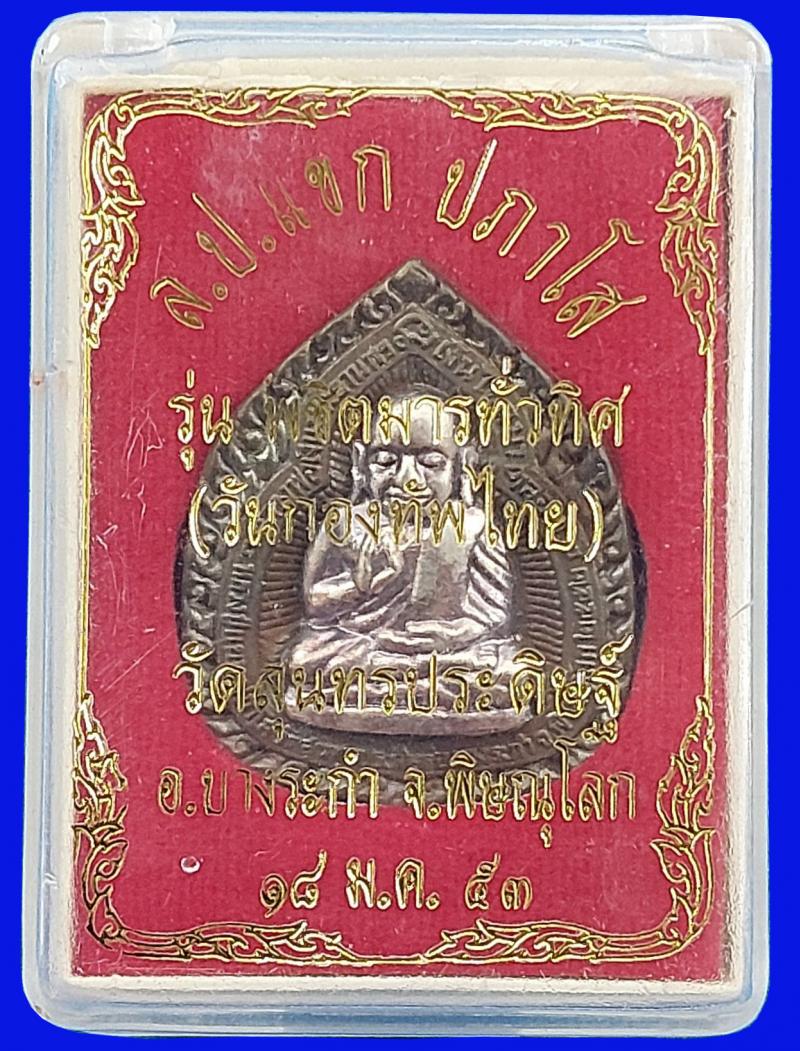 ล.ป.แขก ปภาโส
รุ่น พิชิตมารทั่วทิศ
(วันกองทัพไทย)
วัดสุนทรประดิษฐ์
อ.บางระกำ จ.พิษณุโลก
๑๘ ม.ค. ๕๓